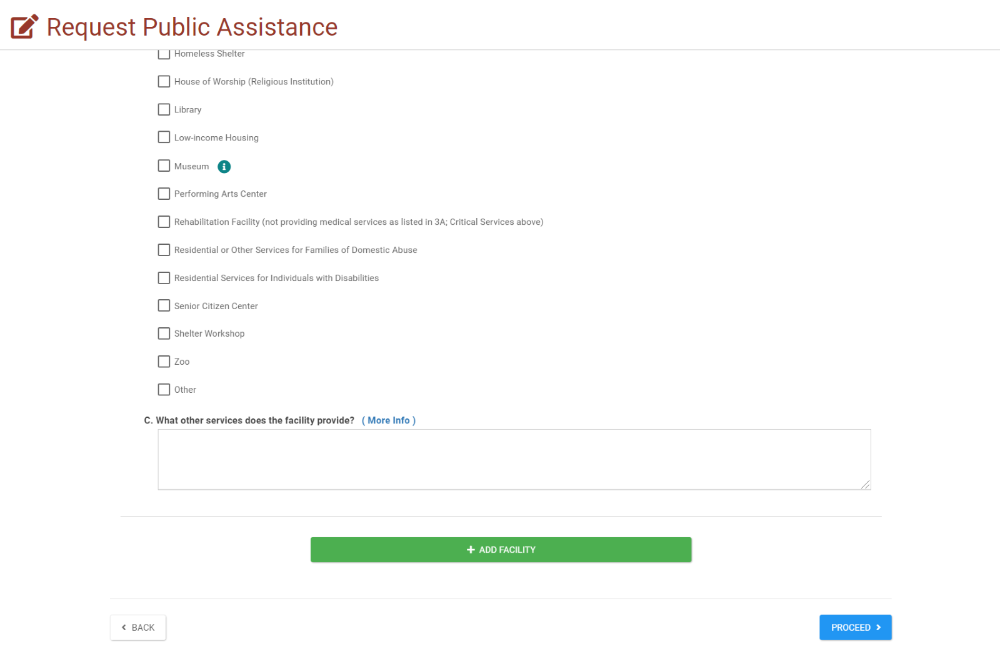 Request Public Assistance
Homeless Shelter
House of Worship (Religious Institution)
Library
Low-income Housing
Museum
Performing Arts Center
Rehabilitation Facility (not providing medical services as listed in 3A; Critical Services above)
Residential or Other Services for Families of Domestic Abuse
Residential Services for Individuals with Disabilities
Senior Citizen Center
Shelter Workshop
Zoo
Other
C. What other services does the facility provide? ( More Info )
+ ADD FACILITY
BACK
PROCEED